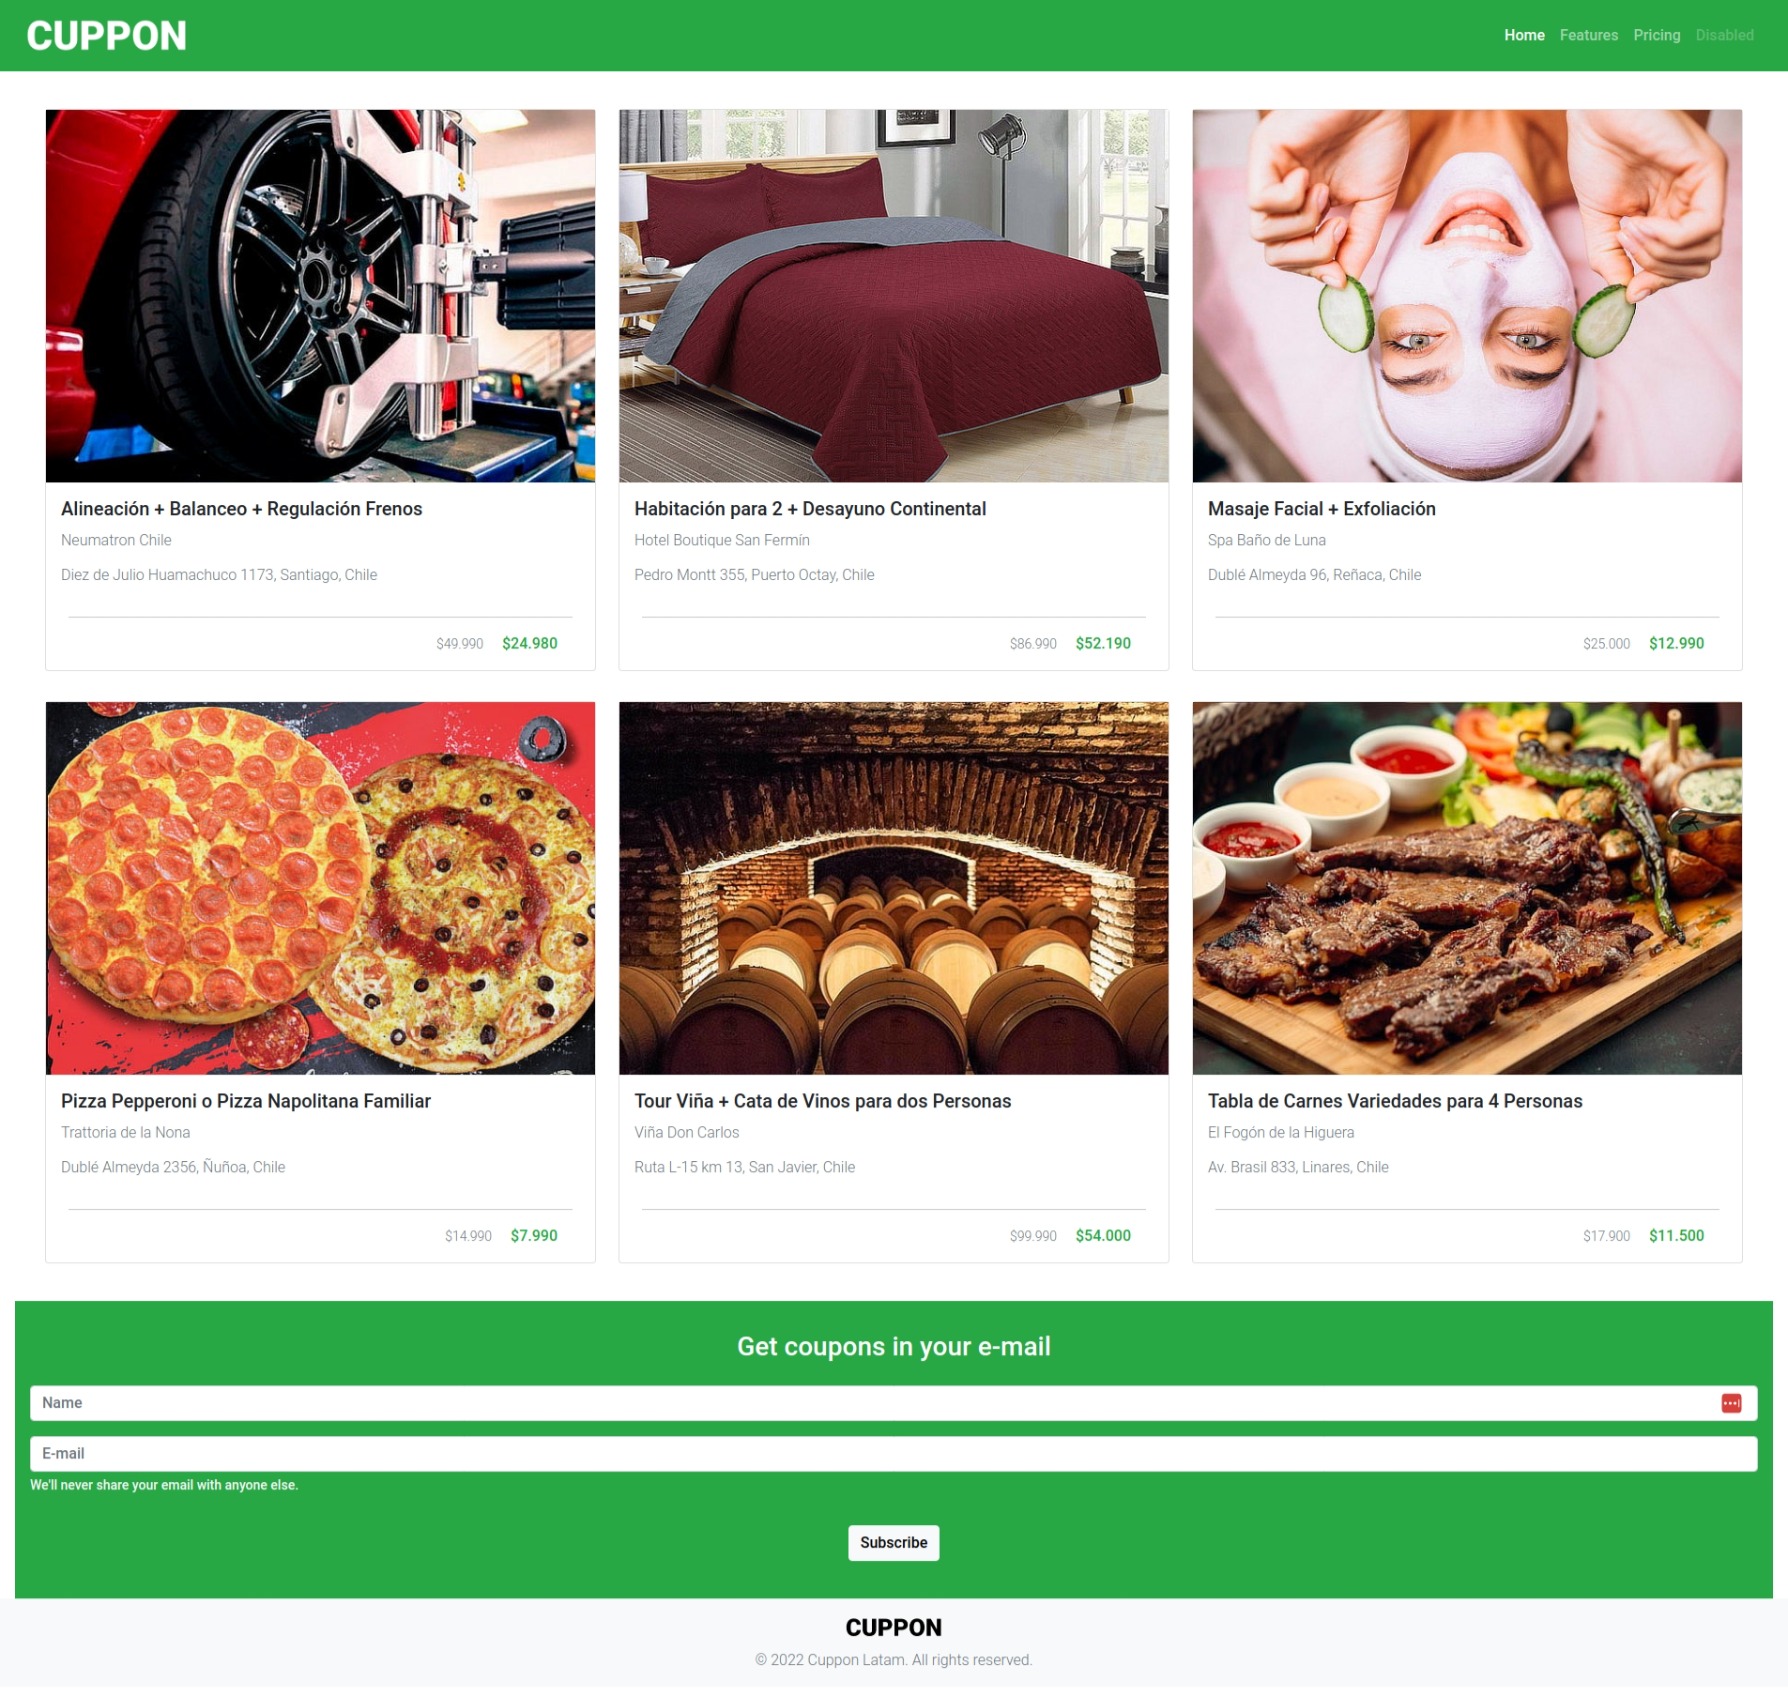 CUPPON
Home Features Pricing Disabled
Alineación + Balanceo + Regulación Frenos
Neumatron Chile
Diez de Julio Huamachuco 1173, Santiago, Chile
$49.990 $24.980
Habitación para 2 + Desayuno Continental
Hotel Boutique San Fermín
Pedro Montt 355, Puerto Octay, Chile
$86.990 $52.190
Masaje Facial + Exfoliación
Spa Baño de Luna
Dublé Almeyda 96, Reñaca, Chile
$25.000 $12.990
Pizza Pepperoni o Pizza Napolitana Familiar
Trattoria de la Nona
Dublé Almeyda 2356, Ñuñoa, Chile
$14.990 $7.990
Tour Viña + Cata de Vinos para dos Personas
Viña Don Carlos
Ruta L-15 km 13, San Javier, Chile
$99.990 $54.000
Tabla de Carnes Variedades para 4 Personas
El Fogón de la Higuera
Av. Brasil 833, Linares, Chile
$17.900 $11.500
Get coupons in your e-mail
Name
E-mail
We'll never share your email with anyone else.
Subscribe
CUPPON
© 2022 Cuppon Latam. All rights reserved.